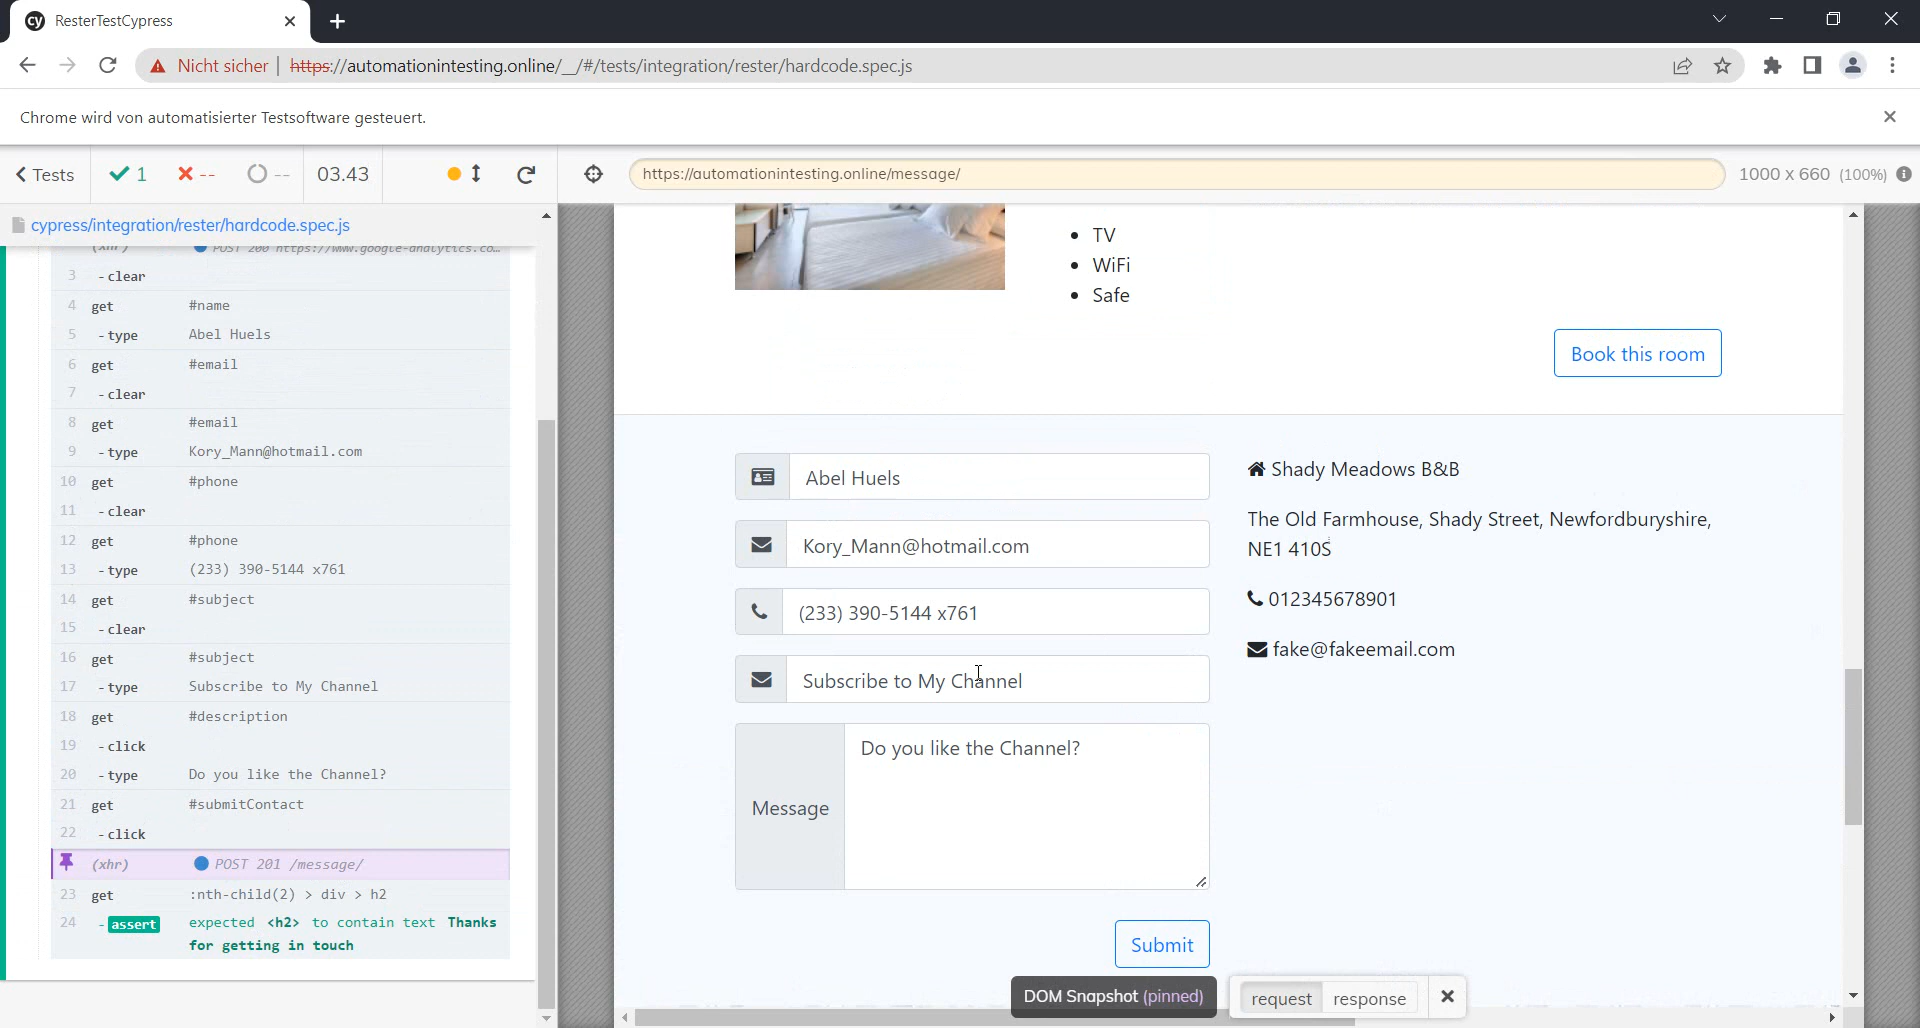 ResterTestCypress
Nicht sicher https://automationintesting.online/__/#/tests/integration/rester/hardcode.spec.js
Chrome wird von automatisierter Testsoftware gesteuert.
Tests 1 -- -- 03.43
https://automationintesting.online/message/ 1000 x 660 (100%)
cypress/integration/rester/hardcode.spec.js
(xhr) POST 200 https://www.google-analytics.co...
3 -clear
4 get #name
5 -type Abel Huels
6 get #email
7 -clear
8 get #email
9 -type Kory_Mann@hotmail.com
10 get #phone
11 -clear
12 get #phone
13 -type (233) 390-5144 x761
14 get #subject
15 -clear
16 get #subject
17 -type Subscribe to My Channel
18 get #description
19 -click
20 -type Do you like the Channel?
21 get #submitContact
22 -click
(xhr) POST 201 /message/
23 get :nth-child(2) > div > h2
24 -assert expected <h2> to contain text Thanks
for getting in touch
TV
WiFi
Safe
Book this room
Abel Huels
Kory_Mann@hotmail.com
(233) 390-5144 x761
Subscribe to My Channel
Message
Do you like the Channel?
Submit
Shady Meadows B&B
The Old Farmhouse, Shady Street, Newfordburyshire,
NE1 410S
012345678901
fake@fakeemail.com
DOM Snapshot (pinned) request response